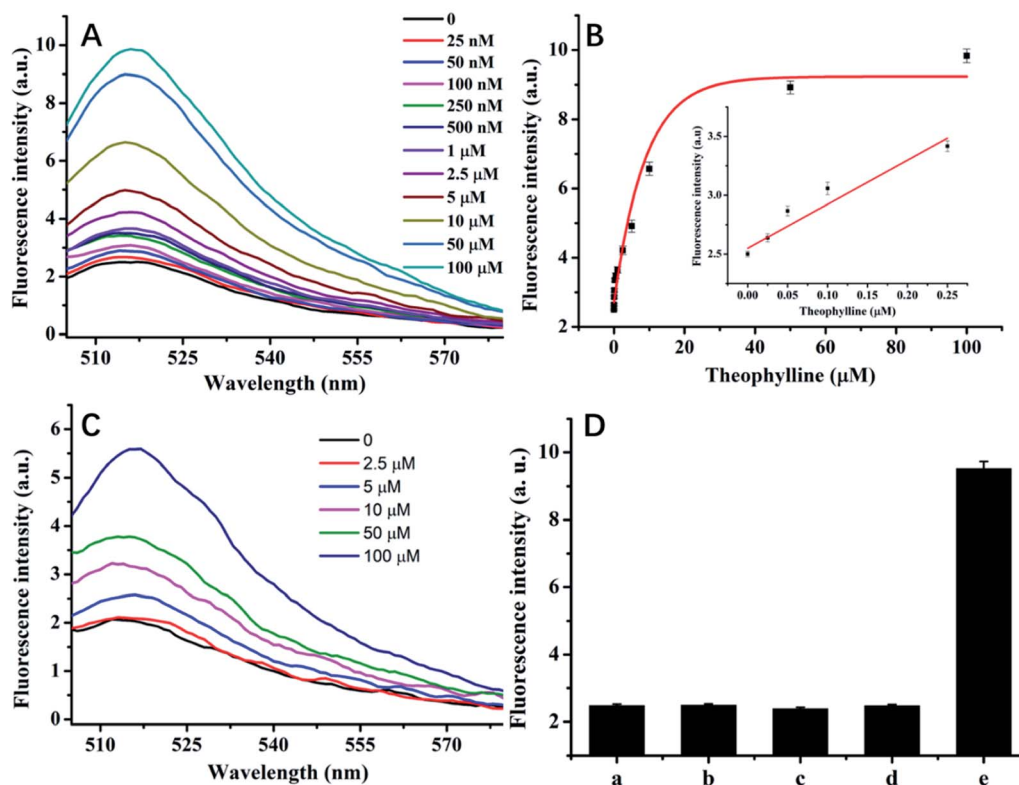 A
0
25 nM
50 nM
100 nM
250 nM
500 nM
1 μM
2.5 μM
5 μM
10 μM
50 μM
100 μM
Fluorescence intensity (a.u.)
10
8
6
4
2
0
510 525 540 555 570
Wavelength (nm)
B
Fluorescence intensity (a.u.)
10
8
6
4
2
0 20 40 60 80 100
Theophylline (μM)
Fluorescence intensity (a.u)
3.5
3.0
2.5
0.00 0.05 0.10 0.15 0.20 0.25
Theophylline (μM)
C
0
2.5 μM
5 μM
10 μM
50 μM
100 μM
Fluorescence intensity (a.u.)
6
5
4
3
2
1
0
510 525 540 555 570
Wavelength (nm)
D
Fluorescence intensity (a. u.)
10
8
6
4
2
a b c d e